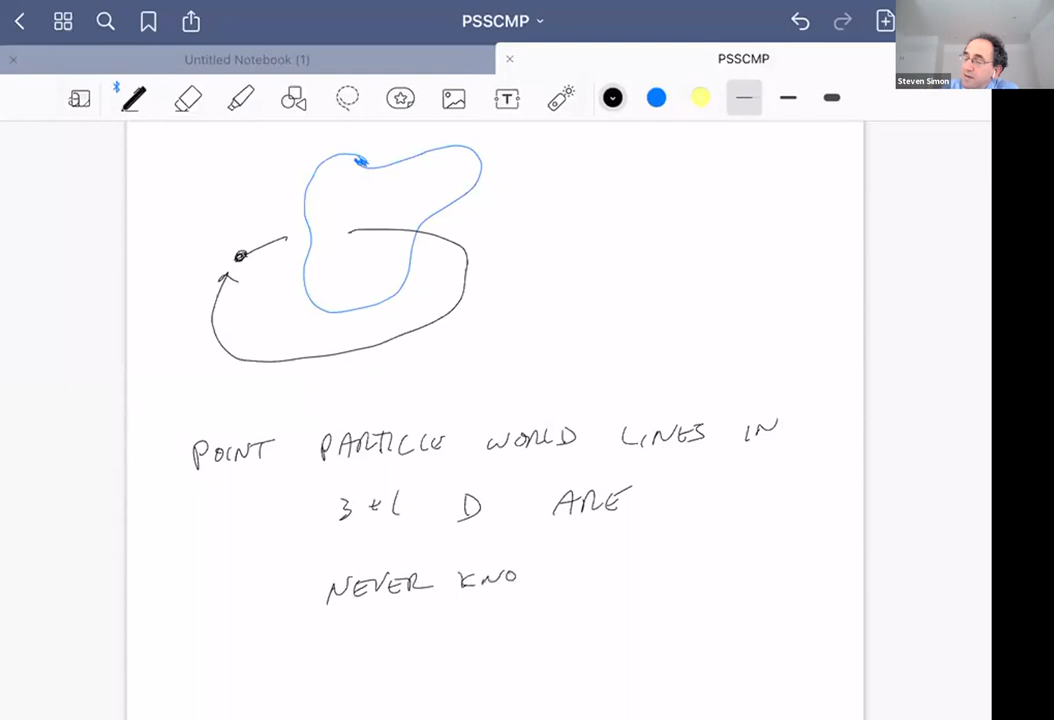 PSSCMP
Untitled Notebook (1)
PSSCMP
Steven Simon
T
POINT PARTICLE WORLD LINES IN
3+1 D ARE
NEVER KNO